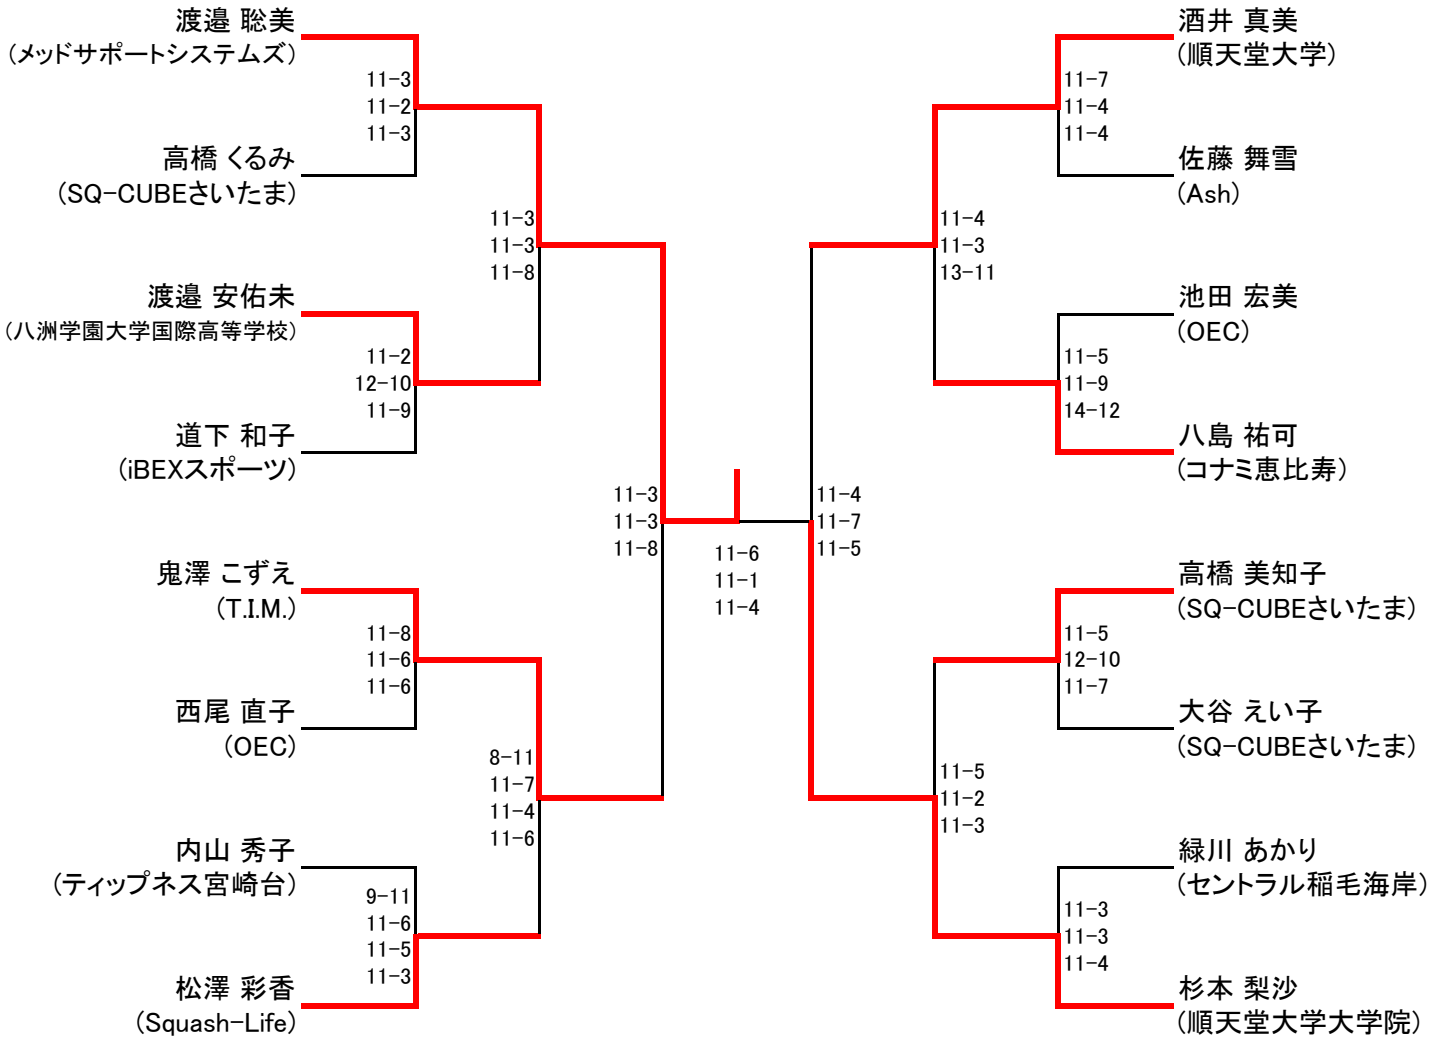 渡邉 聡美
(メッドサポートシステムズ)
11-3
11-2
11-3
高橋 くるみ
(SQ-CUBEさいたま)
11-3
11-3
11-8
渡邉 安佑未
(八洲学園大学国際高等学校)
11-2
12-10
11-9
道下 和子
(iBEXスポーツ)
11-3
11-3
11-8
鬼澤 こずえ
(T.I.M.)
11-8
11-6
11-6
西尾 直子
(OEC)
8-11
11-7
11-4
11-6
内山 秀子
(ティップネス宮崎台)
9-11
11-6
11-5
11-3
松澤 彩香
(Squash-Life)
11-6
11-1
11-4
酒井 真美
(順天堂大学)
11-7
11-4
11-4
佐藤 舞雪
(Ash)
11-4
11-3
13-11
池田 宏美
(OEC)
11-5
11-9
14-12
八島 祐可
(コナミ恵比寿)
11-4
11-7
11-5
高橋 美知子
(SQ-CUBEさいたま)
11-5
12-10
11-7
大谷 えい子
(SQ-CUBEさいたま)
11-5
11-2
11-3
緑川 あかり
(セントラル稲毛海岸)
11-3
11-3
11-4
杉本 梨沙
(順天堂大学大学院)